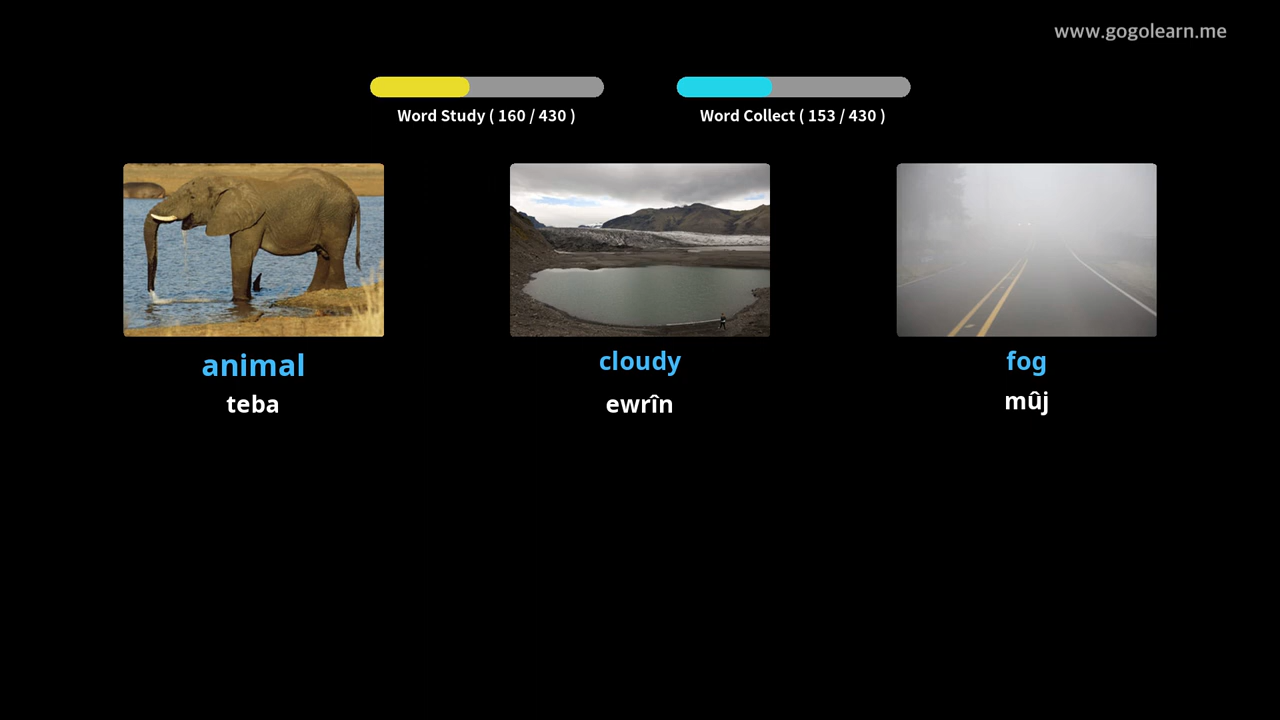 www.gogolearn.me
Word Study ( 160 / 430 )
Word Collect ( 153 / 430 )
animal
cloudy
fog
teba
ewrîn
mûj